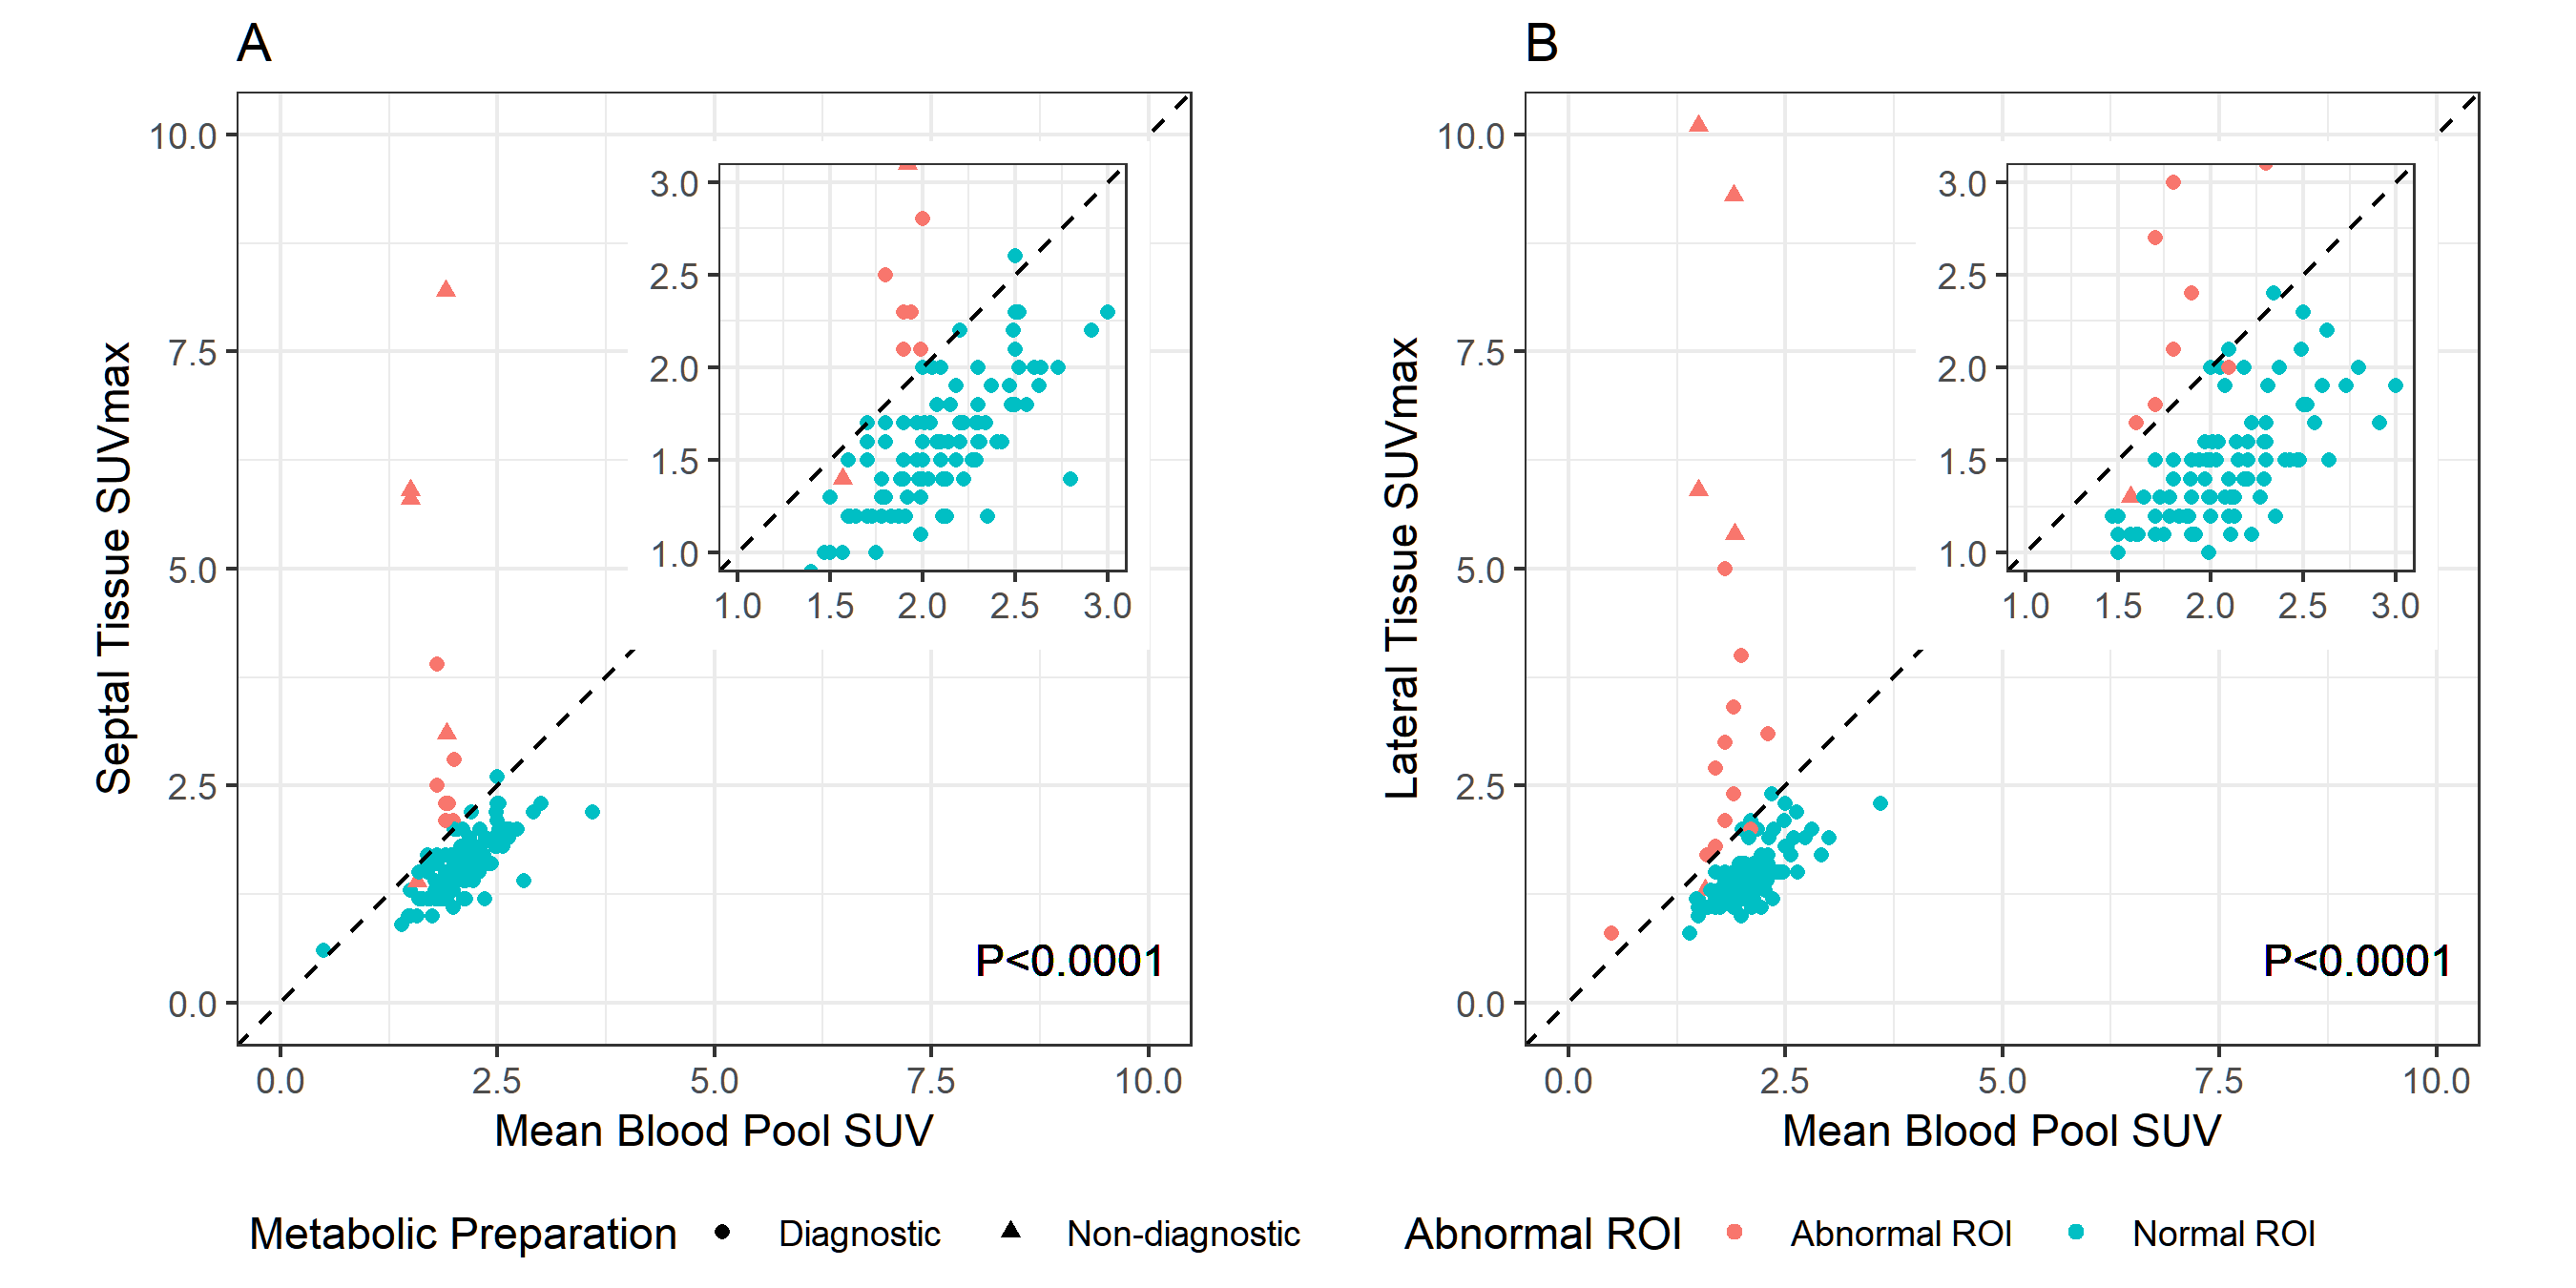 A
B
Septal Tissue SUVmax
10.0
7.5
5.0
2.5
0.0
3.0
2.5
2.0
1.5
1.0
1.0 1.5 2.0 2.5 3.0
P<0.0001
0.0 2.5 5.0 7.5 10.0
Mean Blood Pool SUV
Lateral Tissue SUVmax
10.0
7.5
5.0
2.5
0.0
3.0
2.5
2.0
1.5
1.0
1.0 1.5 2.0 2.5 3.0
P<0.0001
0.0 2.5 5.0 7.5 10.0
Mean Blood Pool SUV
Metabolic Preparation Diagnostic Non-diagnostic Abnormal ROI Abnormal ROI Normal ROI